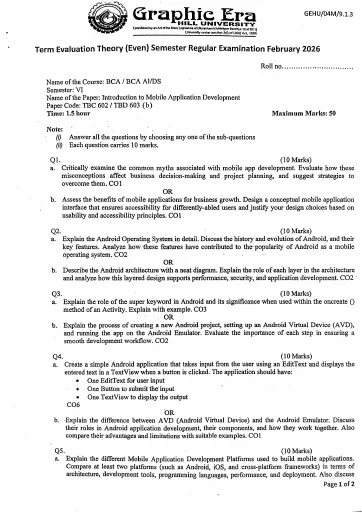 GEHU/04M/9.1.3
Graphic Era
HILL UNIVERSITY
Term Evaluation Theory (Even) Semester Regular Examination February 2026
Roll no..............................
Name of the Course: BCA / BCA AI/DS
Semester: VI
Name of the Paper: Introduction to Mobile Application Development
Paper Code: TBC 602 / TBD 603 (b)
Time: 1.5 hour Maximum Marks: 50
Note:
(i) Answer all the questions by choosing any one of the sub-questions
(ii) Each question carries 10 marks.
Q1. (10 Marks)
a. Critically examine the common myths associated with mobile app development. Evaluate how these
misconceptions affect business decision-making and project planning, and suggest strategies to
overcome them. CO1
OR
b. Assess the benefits of mobile applications for business growth. Design a conceptual mobile application
interface that ensures accessibility for differently-abled users and justify your design choices based on
usability and accessibility principles. CO1
Q2. (10 Marks)
a. Explain the Android Operating System in detail. Discuss the history and evolution of Android, and their
key features. Analyze how these features have contributed to the popularity of Android as a mobile
operating system. CO2
OR
b. Describe the Android architecture with a neat diagram. Explain the role of each layer in the architecture
and analyze how this layered design supports performance, security, and application development. CO2
Q3. (10 Marks)
a. Explain the role of the super keyword in Android and its significance when used within the oncreate ()
method of an Activity. Explain with example. CO3
OR
b. Explain the process of creating a new Android project, setting up an Android Virtual Device (AVD),
and running the app on the Android Emulator. Evaluate the importance of each step in ensuring a
smooth development workflow. CO2
Q4. (10 Marks)
a. Create a simple Android application that takes input from the user using an EditText and displays the
entered text in a TextView when a button is clicked. The application should have:
• One EditText for user input
• One Button to submit the input
• One TextView to display the output
CO6
OR
b. Explain the difference between AVD (Android Virtual Device) and the Android Emulator. Discuss
their roles in Android application development, their components, and how they work together. Also
compare their advantages and limitations with suitable examples. CO1
Q5. (10 Marks)
a. Explain the different Mobile Application Development Platforms used to build mobile applications.
Compare at least two platforms (such as Android, iOS, and cross-platform frameworks) in terms of
architecture, development tools, programming languages, performance, and deployment. Also discuss
Page 1 of 2